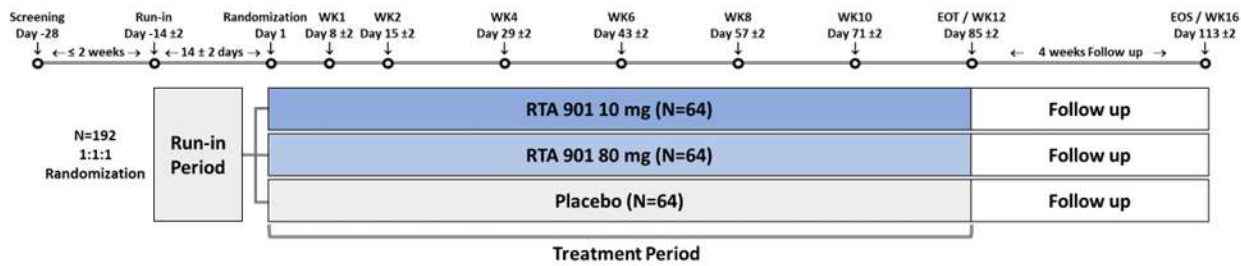 Screening Run-in Randomization WK1 WK2 WK4 WK6 WK8 WK10 EOT / WK12 EOS / WK16
Day -28 Day -14 ±2 Day 1 Day 8 ±2 Day 15 ±2 Day 29 ±2 Day 43 ±2 Day 57 ±2 Day 71 ±2 Day 85 ±2 Day 113 ±2
≤ 2 weeks 14 ± 2 days 4 weeks Follow up
RTA 901 10 mg (N=64) Follow up
N=192
1:1:1
Randomization
Run-in
Period
RTA 901 80 mg (N=64) Follow up
Placebo (N=64) Follow up
Treatment Period